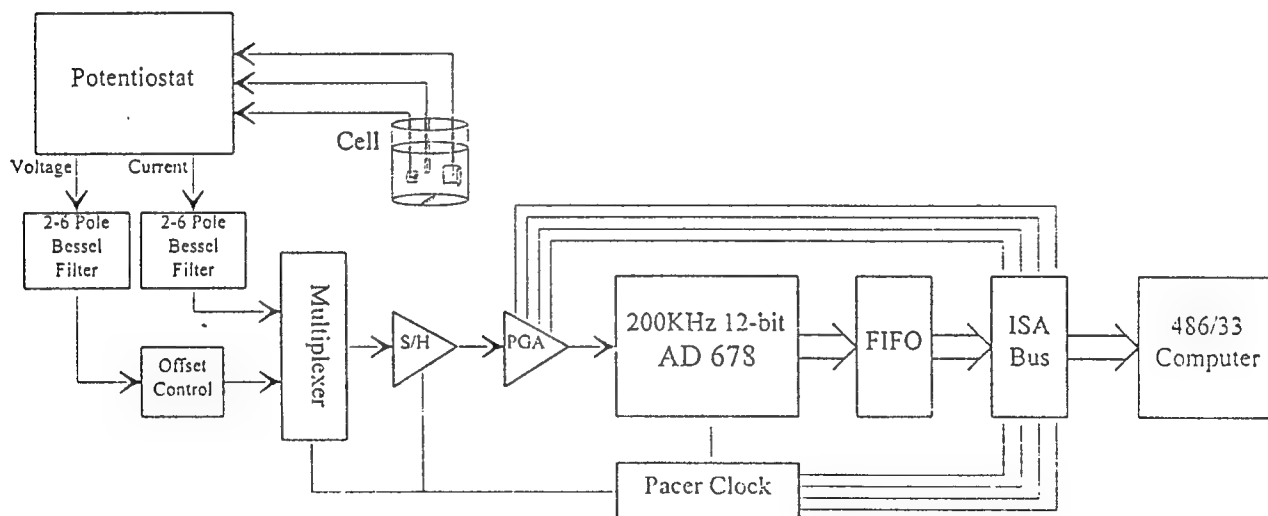 Potentiostat
Cell
Voltage
Current
2-6 Pole
Bessel
Filter
2-6 Pole
Bessel
Filter
Offset
Control
Multiplexer
S/H
PGA
200KHz 12-bit
AD 678
FIFO
ISA
Bus
486/33
Computer
Pacer Clock